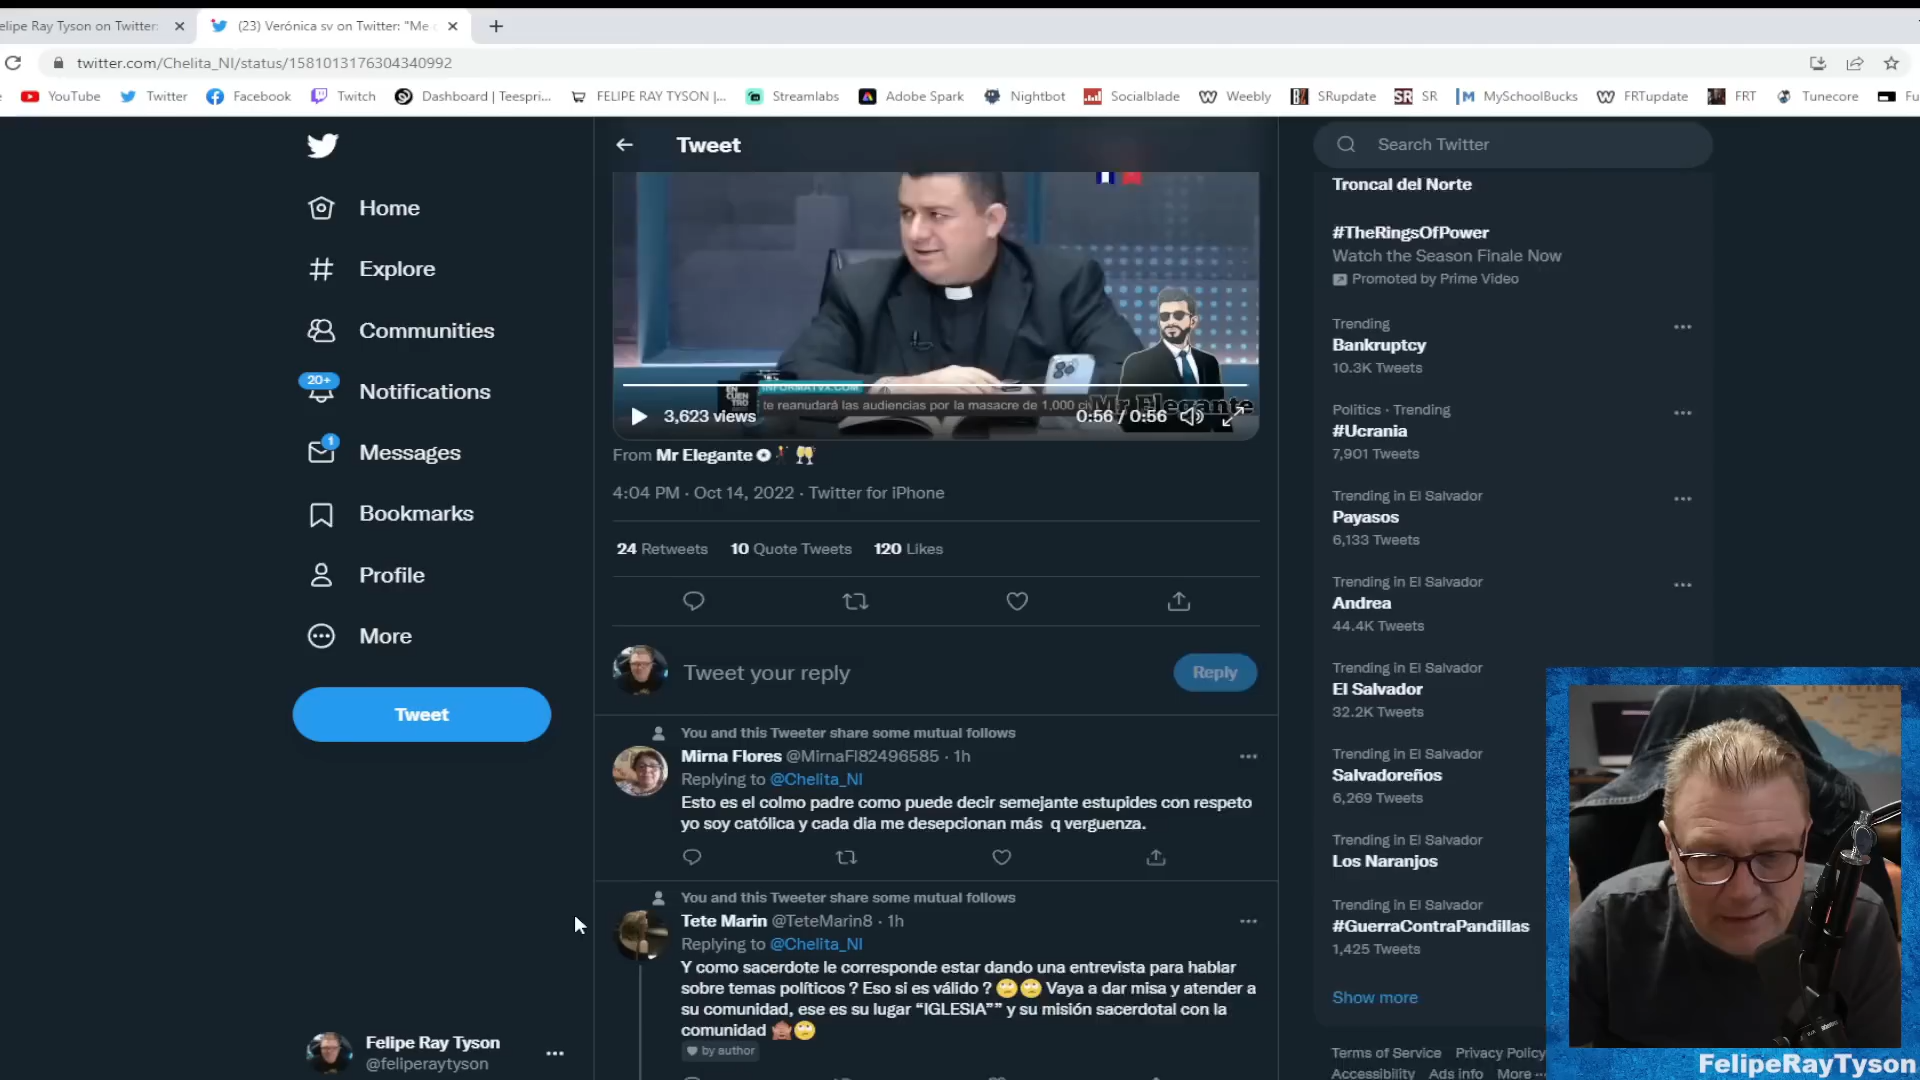 elipe Ray Tyson on Twitter:
(23) Verónica sv on Twitter: "Me
twitter.com/Chelita_NI/status/1581013176304340992
YouTube Twitter Facebook Twitch Dashboard | Teespri... FELIPE RAY TYSON |... Streamlabs Adobe Spark Nightbot Socialblade Weebly SRupdate SR MySchoolBucks FRTupdate FRT Tunecore Fu
Home
Explore
Communities
20+
Notifications
1
Messages
Bookmarks
Profile
More
Tweet
Felipe Ray Tyson
@feliperaytyson
Tweet
EN
CUEN
TRO
INFORMATVX.COM
te reanudará las audiencias por la masacre de 1,000 ci
Mr Elegante
3,623 views
0:56 / 0:56
From Mr Elegante
4:04 PM · Oct 14, 2022 · Twitter for iPhone
24 Retweets 10 Quote Tweets 120 Likes
Tweet your reply
Reply
You and this Tweeter share some mutual follows
Mirna Flores @MirnaFl82496585 · 1h
Replying to @Chelita_NI
Esto es el colmo padre como puede decir semejante estupides con respeto
yo soy católica y cada dia me desepcionan más q verguenza.
You and this Tweeter share some mutual follows
Tete Marin @TeteMarin8 · 1h
Replying to @Chelita_NI
Y como sacerdote le corresponde estar dando una entrevista para hablar
sobre temas políticos ? Eso si es válido ? 🙄🙄 Vaya a dar misa y atender a
su comunidad, ese es su lugar “IGLESIA”” y su misión sacerdotal con la
comunidad 🙈🙄
by author
Search Twitter
Troncal del Norte
#TheRingsOfPower
Watch the Season Finale Now
Promoted by Prime Video
Trending
Bankruptcy
10.3K Tweets
Politics · Trending
#Ucrania
7,901 Tweets
Trending in El Salvador
Payasos
6,133 Tweets
Trending in El Salvador
Andrea
44.4K Tweets
Trending in El Salvador
El Salvador
32.2K Tweets
Trending in El Salvador
Salvadoreños
6,269 Tweets
Trending in El Salvador
Los Naranjos
Trending in El Salvador
#GuerraContraPandillas
1,425 Tweets
Show more
Terms of Service Privacy Policy
Accessibility Ads info More
FelipeRayTyson